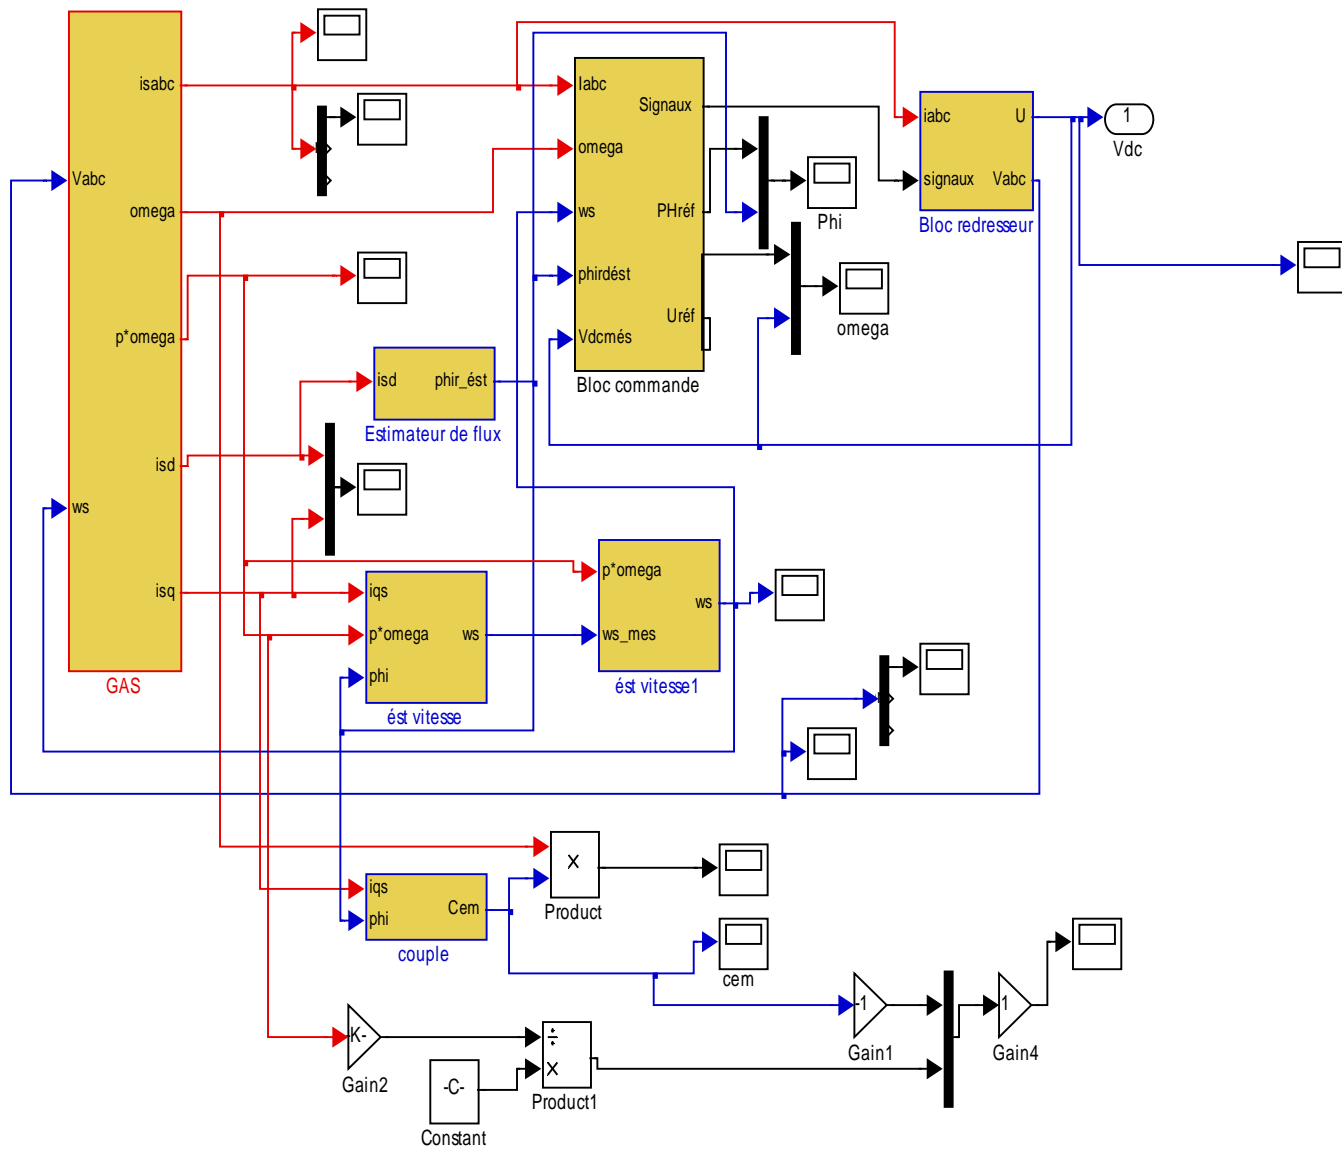 isabc
Vabc
omega
p*omega
isd
ws
isq
GAS
Iabc
Signaux
omega
ws
PHréf
phirdést
Uréf
Vdcmés
Bloc commande
Phi
omega
iabc
U
signaux
Vabc
Bloc redresseur
1
Vdc
isd
phir_ést
Estimateur de flux
iqs
p*omega
ws
phi
ést vitesse
p*omega
ws
ws_mes
ést vitesse1
X
Product
iqs
Cem
phi
couple
cem
-1
Gain1
1
Gain4
-K-
Gain2
÷
X
Product1
-C-
Constant